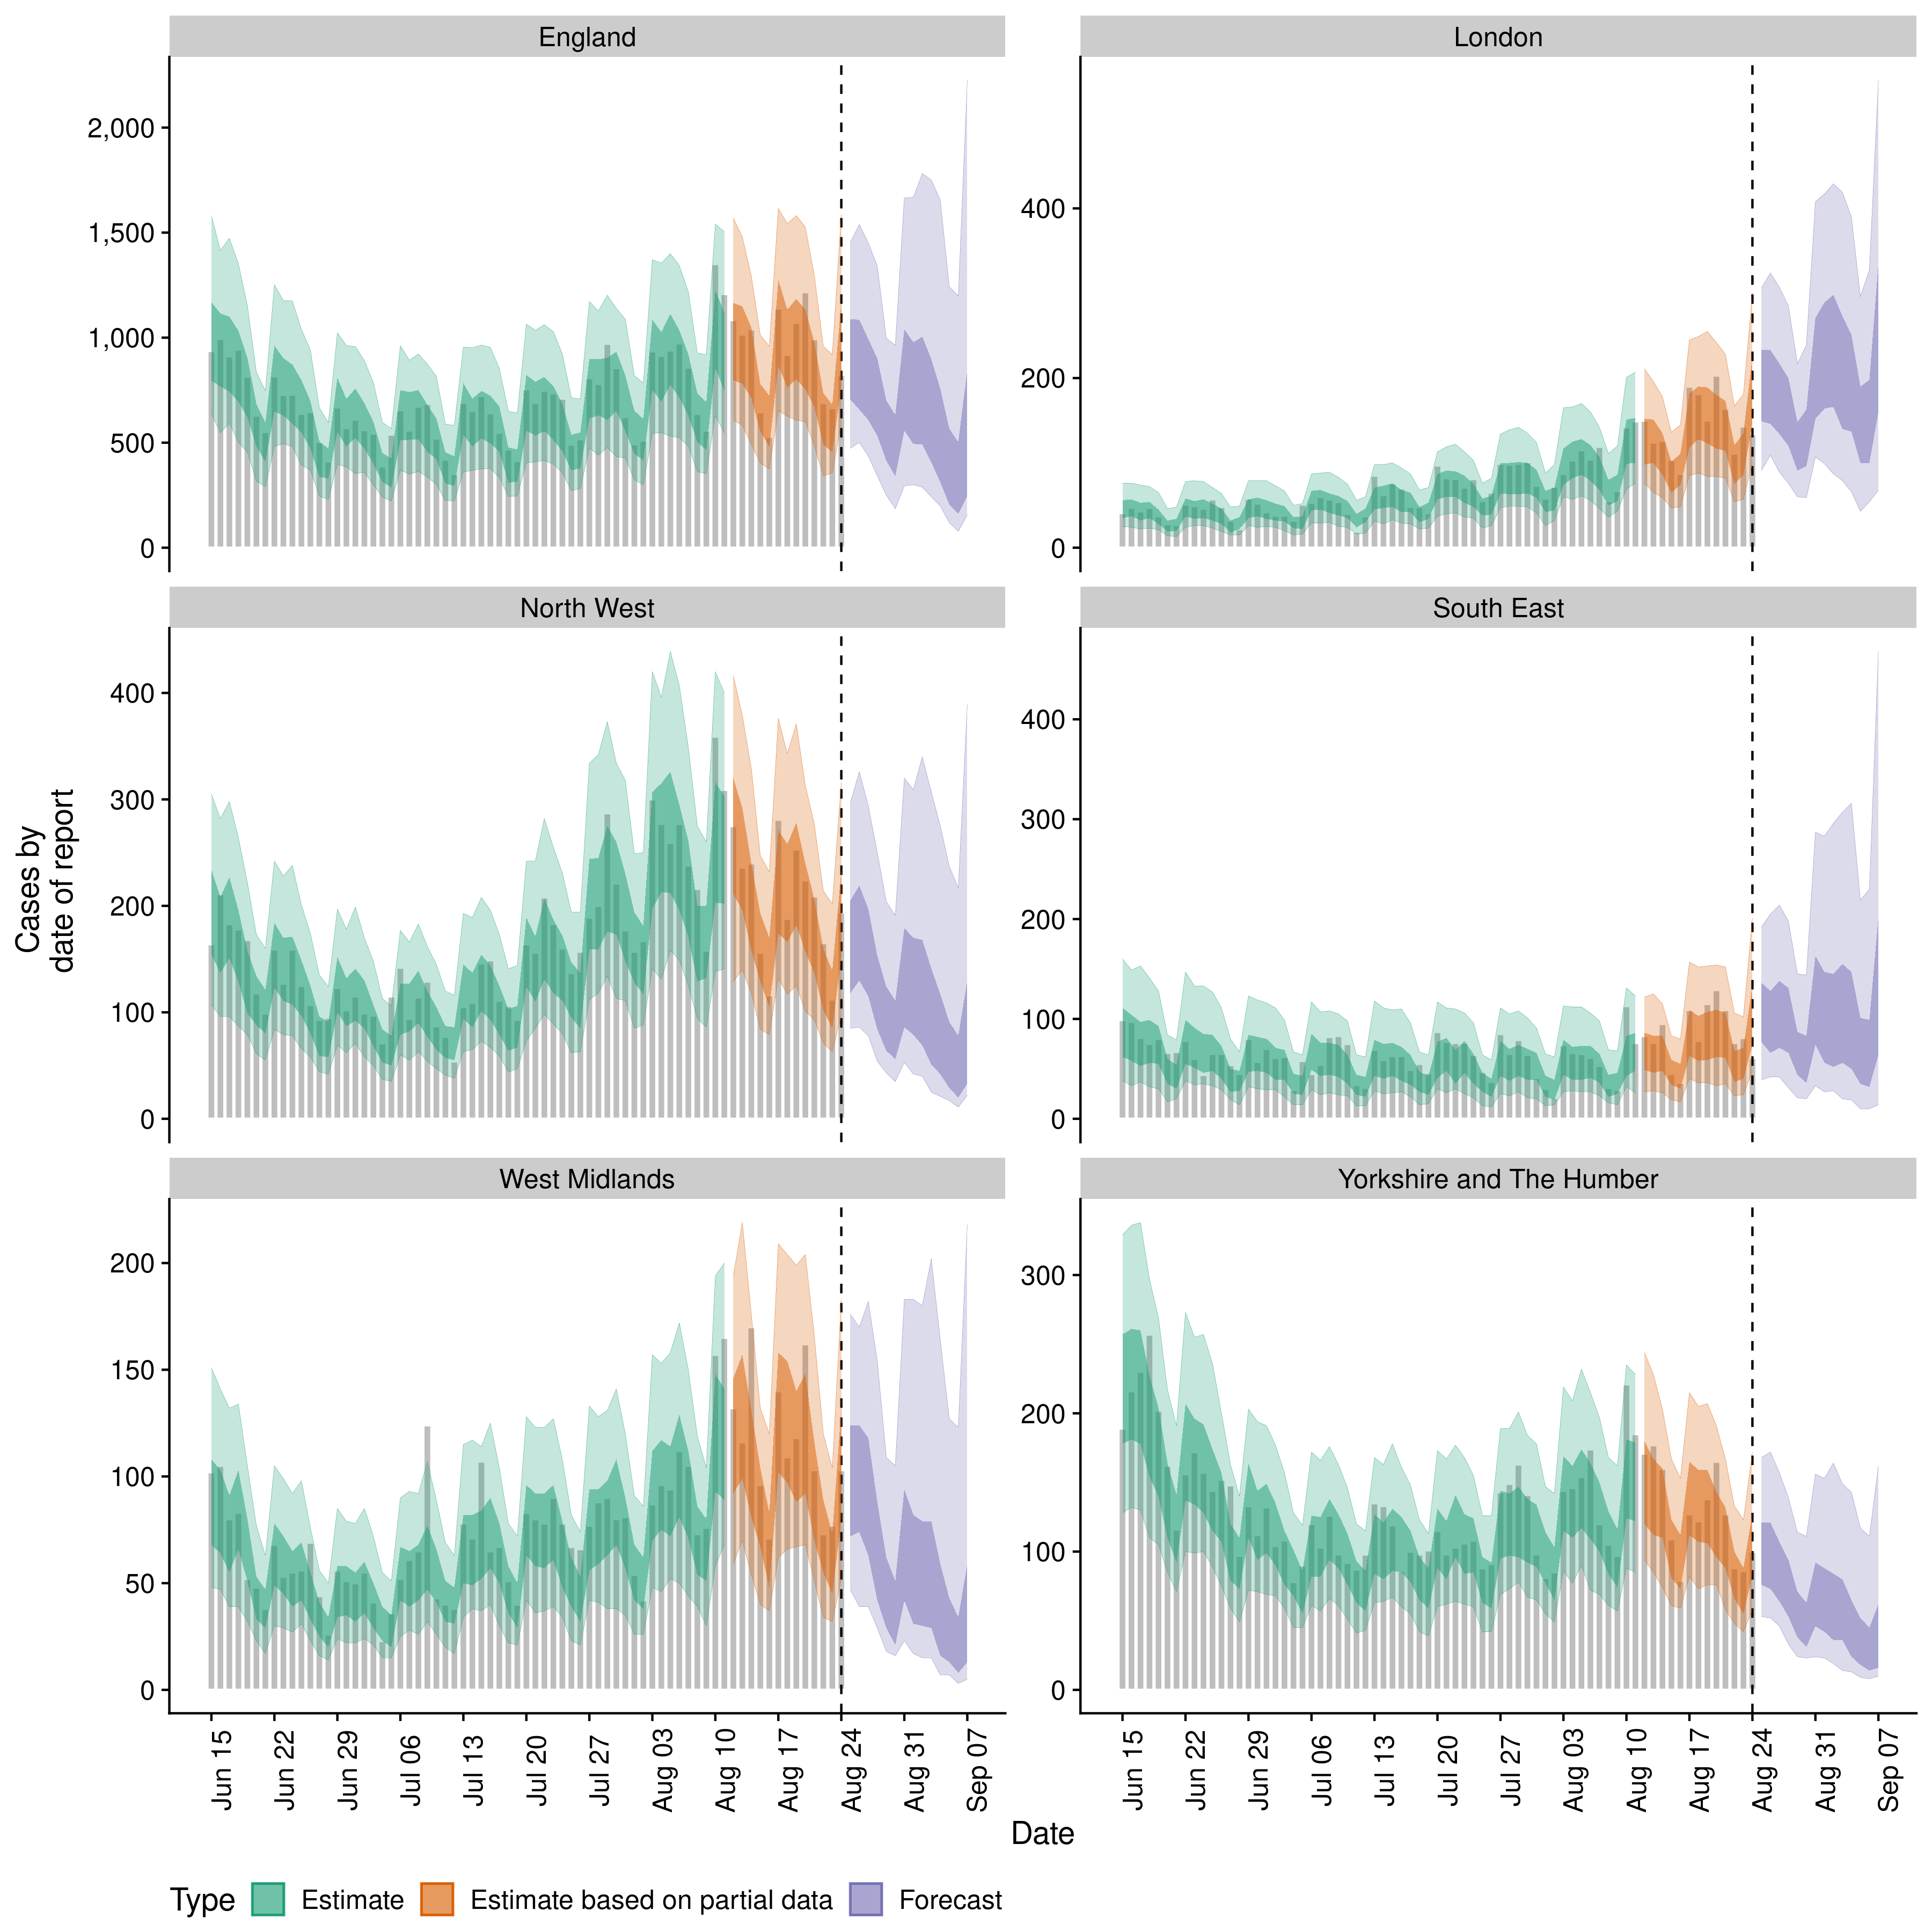 England
London
2,000
1,500
1,000
500
0
400
200
0
North West
South East
400
300
200
100
0
400
300
200
100
0
Cases by
date of report
West Midlands
Yorkshire and The Humber
200
150
100
50
0
300
200
100
0
Jun 15
Jun 22
Jun 29
Jul 06
Jul 13
Jul 20
Jul 27
Aug 03
Aug 10
Aug 17
Aug 24
Aug 31
Sep 07
Jun 15
Jun 22
Jun 29
Jul 06
Jul 13
Jul 20
Jul 27
Aug 03
Aug 10
Aug 17
Aug 24
Aug 31
Sep 07
Date
Type Estimate Estimate based on partial data Forecast